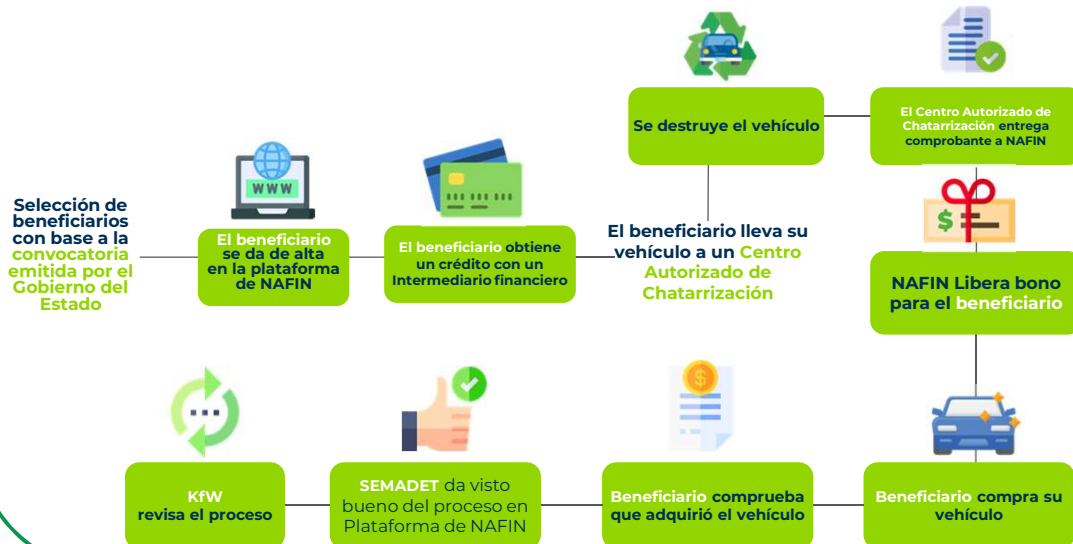 Selección de
beneficiarios
con base a la
convocatoria
emitida por el
Gobierno del
Estado
WWW
El beneficiario
se da de alta
en la plataforma
de NAFIN
El beneficiario obtiene
un crédito con un
Intermediario financiero
El beneficiario lleva su
vehículo a un Centro
Autorizado de
Chatarrización
Se destruye el vehículo
El Centro Autorizado de
Chatarrización entrega
comprobante a NAFIN
$
NAFIN Libera bono
para el beneficiario
Beneficiario compra su
vehículo
$
Beneficiario comprueba
que adquirió el vehículo
SEMADET da visto
bueno del proceso en
Plataforma de NAFIN
KfW
revisa el proceso